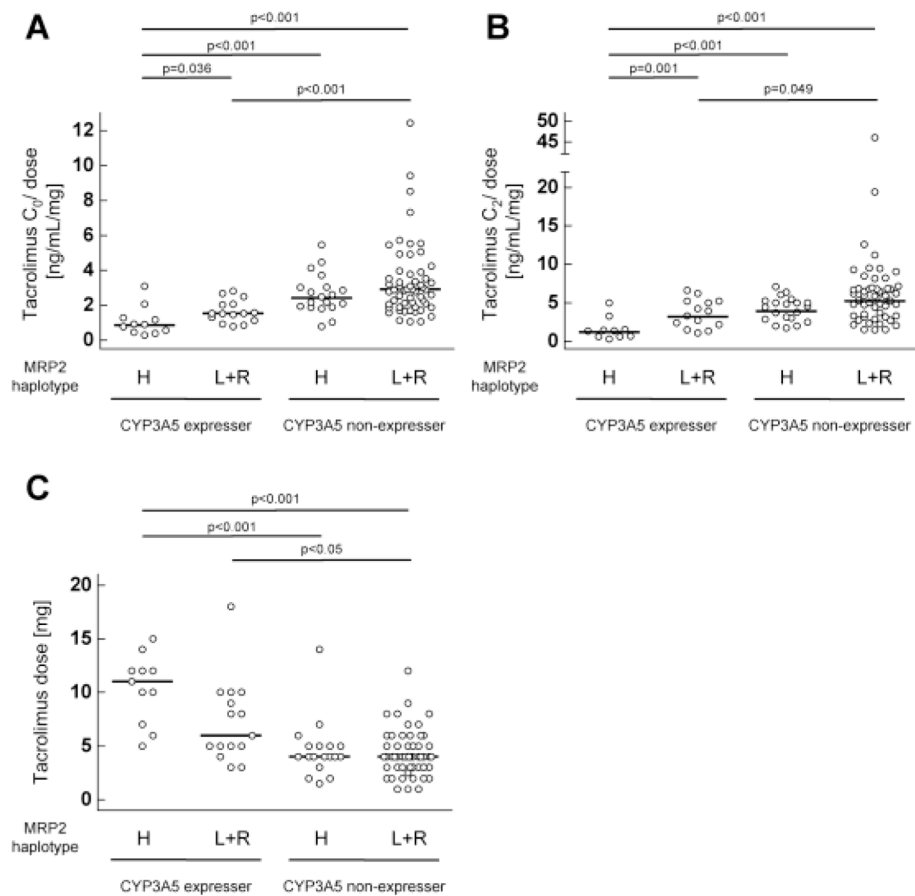 A
p<0.001
p<0.001
p=0.036
p<0.001
Tacrolimus C0/ dose
[ng/mL/mg]
12
10
8
6
4
2
0
MRP2
haplotype
H
L+R
H
L+R
CYP3A5 expresser
CYP3A5 non-expresser
B
p<0.001
p<0.001
p=0.001
p=0.049
Tacrolimus C2/ dose
[ng/mL/mg]
50
45
20
15
10
5
0
MRP2
haplotype
H
L+R
H
L+R
CYP3A5 expresser
CYP3A5 non-expresser
C
p<0.001
p<0.001
p<0.05
Tacrolimus dose [mg]
20
15
10
5
0
MRP2
haplotype
H
L+R
H
L+R
CYP3A5 expresser
CYP3A5 non-expresser